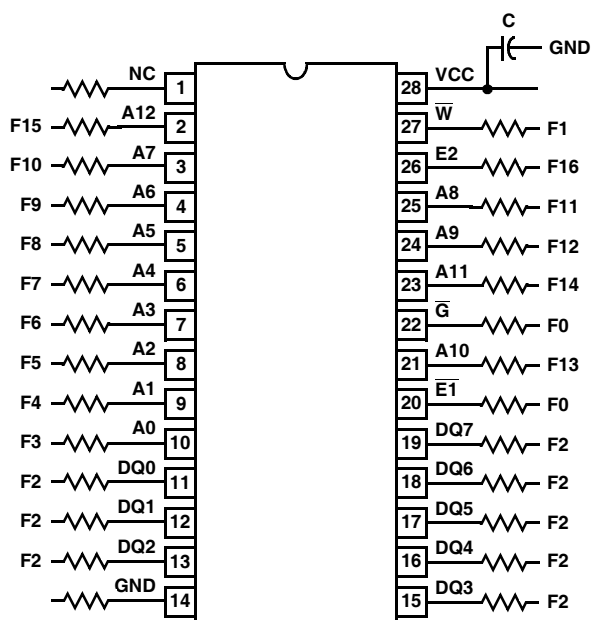 C
GND
NC 1 28 VCC
F15 A12 2 27 W̅ F1
F10 A7 3 26 E2 F16
F9 A6 4 25 A8 F11
F8 A5 5 24 A9 F12
F7 A4 6 23 A11 F14
F6 A3 7 22 G̅ F0
F5 A2 8 21 A10 F13
F4 A1 9 20 E̅1̅ F0
F3 A0 10 19 DQ7 F2
F2 DQ0 11 18 DQ6 F2
F2 DQ1 12 17 DQ5 F2
F2 DQ2 13 16 DQ4 F2
GND 14 15 DQ3 F2